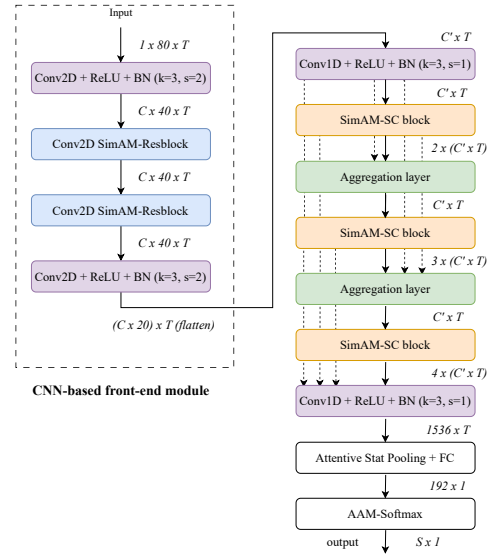 Input
1 x 80 x T
Conv2D + ReLU + BN (k=3, s=2)
C x 40 x T
Conv2D SimAM-Resblock
C x 40 x T
Conv2D SimAM-Resblock
C x 40 x T
Conv2D + ReLU + BN (k=3, s=2)
(C x 20) x T (flatten)
CNN-based front-end module
C' x T
Conv1D + ReLU + BN (k=3, s=1)
C' x T
SimAM-SC block
2 x (C' x T)
Aggregation layer
C' x T
SimAM-SC block
3 x (C' x T)
Aggregation layer
C' x T
SimAM-SC block
4 x (C' x T)
Conv1D + ReLU + BN (k=3, s=1)
1536 x T
Attentive Stat Pooling + FC
192 x 1
AAM-Softmax
output
S x 1